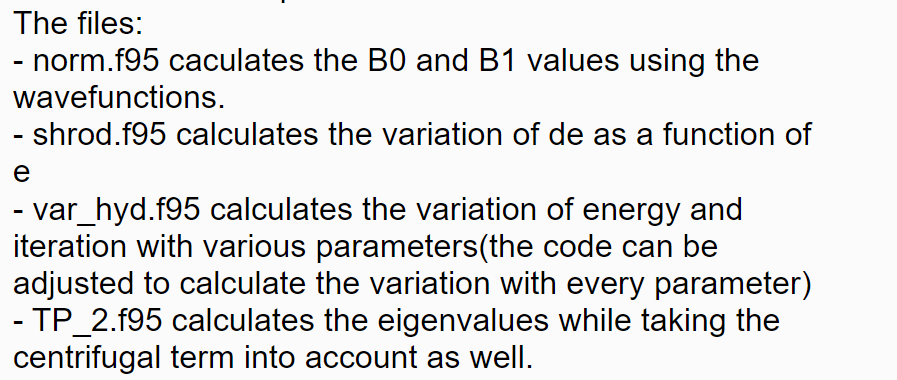 The files:
- norm.f95 caculates the B0 and B1 values using the
wavefunctions.
- shrod.f95 calculates the variation of de as a function of
e
- var_hyd.f95 calculates the variation of energy and
iteration with various parameters(the code can be
adjusted to calculate the variation with every parameter)
- TP_2.f95 calculates the eigenvalues while taking the
centrifugal term into account as well.